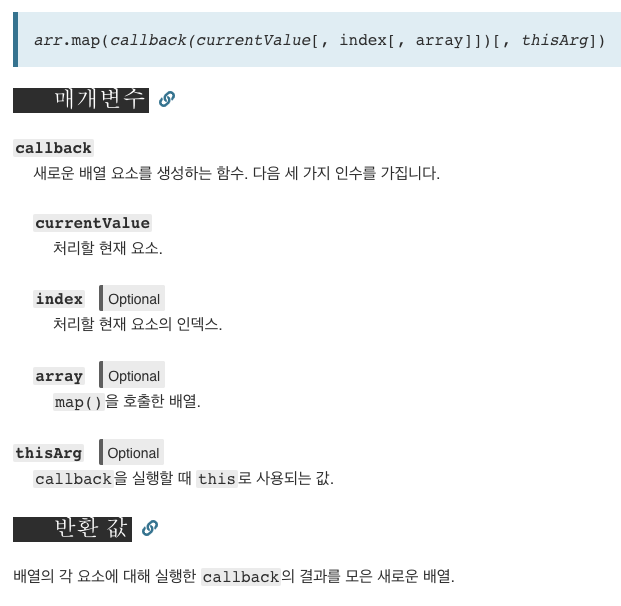 arr.map(callback(currentValue[, index[, array]])[, thisArg])
매개변수
callback
새로운 배열 요소를 생성하는 함수. 다음 세 가지 인수를 가집니다.
currentValue
처리할 현재 요소.
index Optional
처리할 현재 요소의 인덱스.
array Optional
map()을 호출한 배열.
thisArg Optional
callback을 실행할 때 this로 사용되는 값.
반환 값
배열의 각 요소에 대해 실행한 callback의 결과를 모은 새로운 배열.